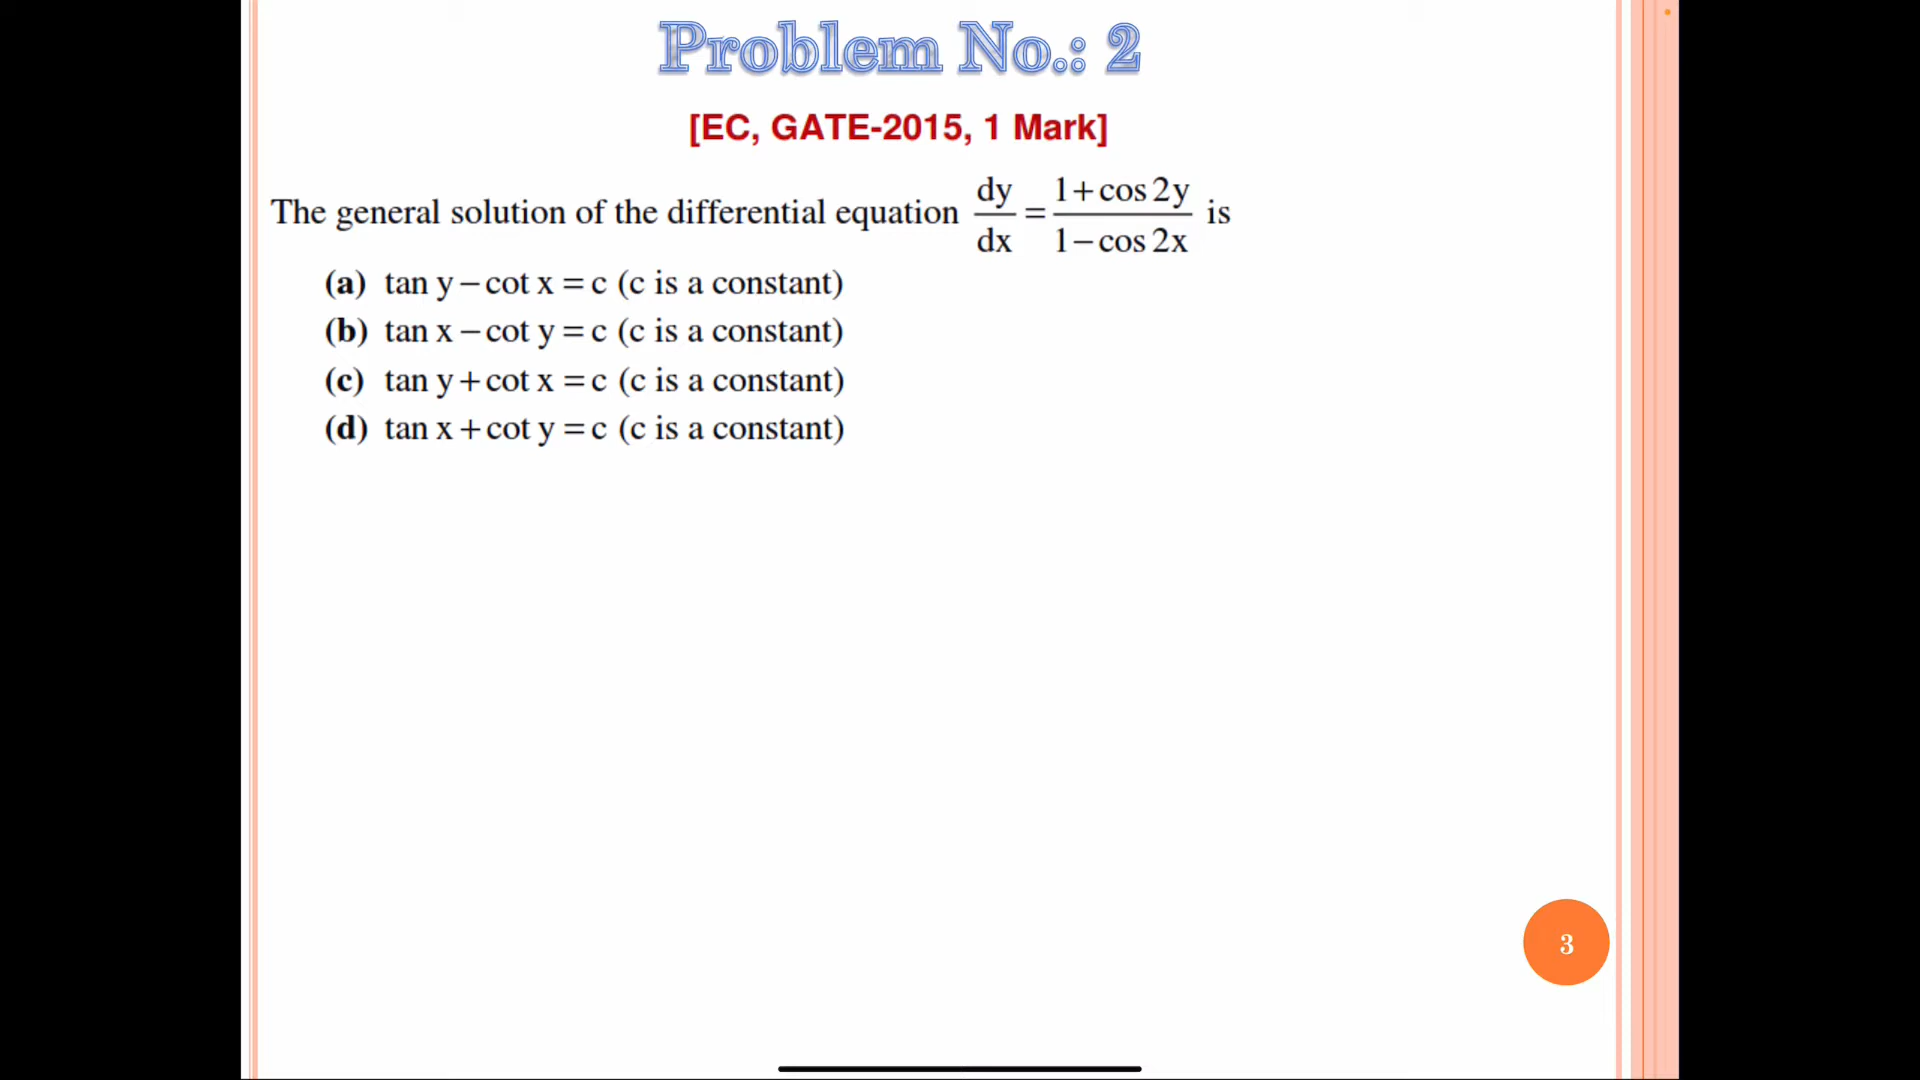 Problem No.: 2
[EC, GATE-2015, 1 Mark]
The general solution of the differential equation dy/dx = (1+cos 2y)/(1−cos 2x) is
(a) tan y − cot x = c (c is a constant)
(b) tan x − cot y = c (c is a constant)
(c) tan y + cot x = c (c is a constant)
(d) tan x + cot y = c (c is a constant)
3